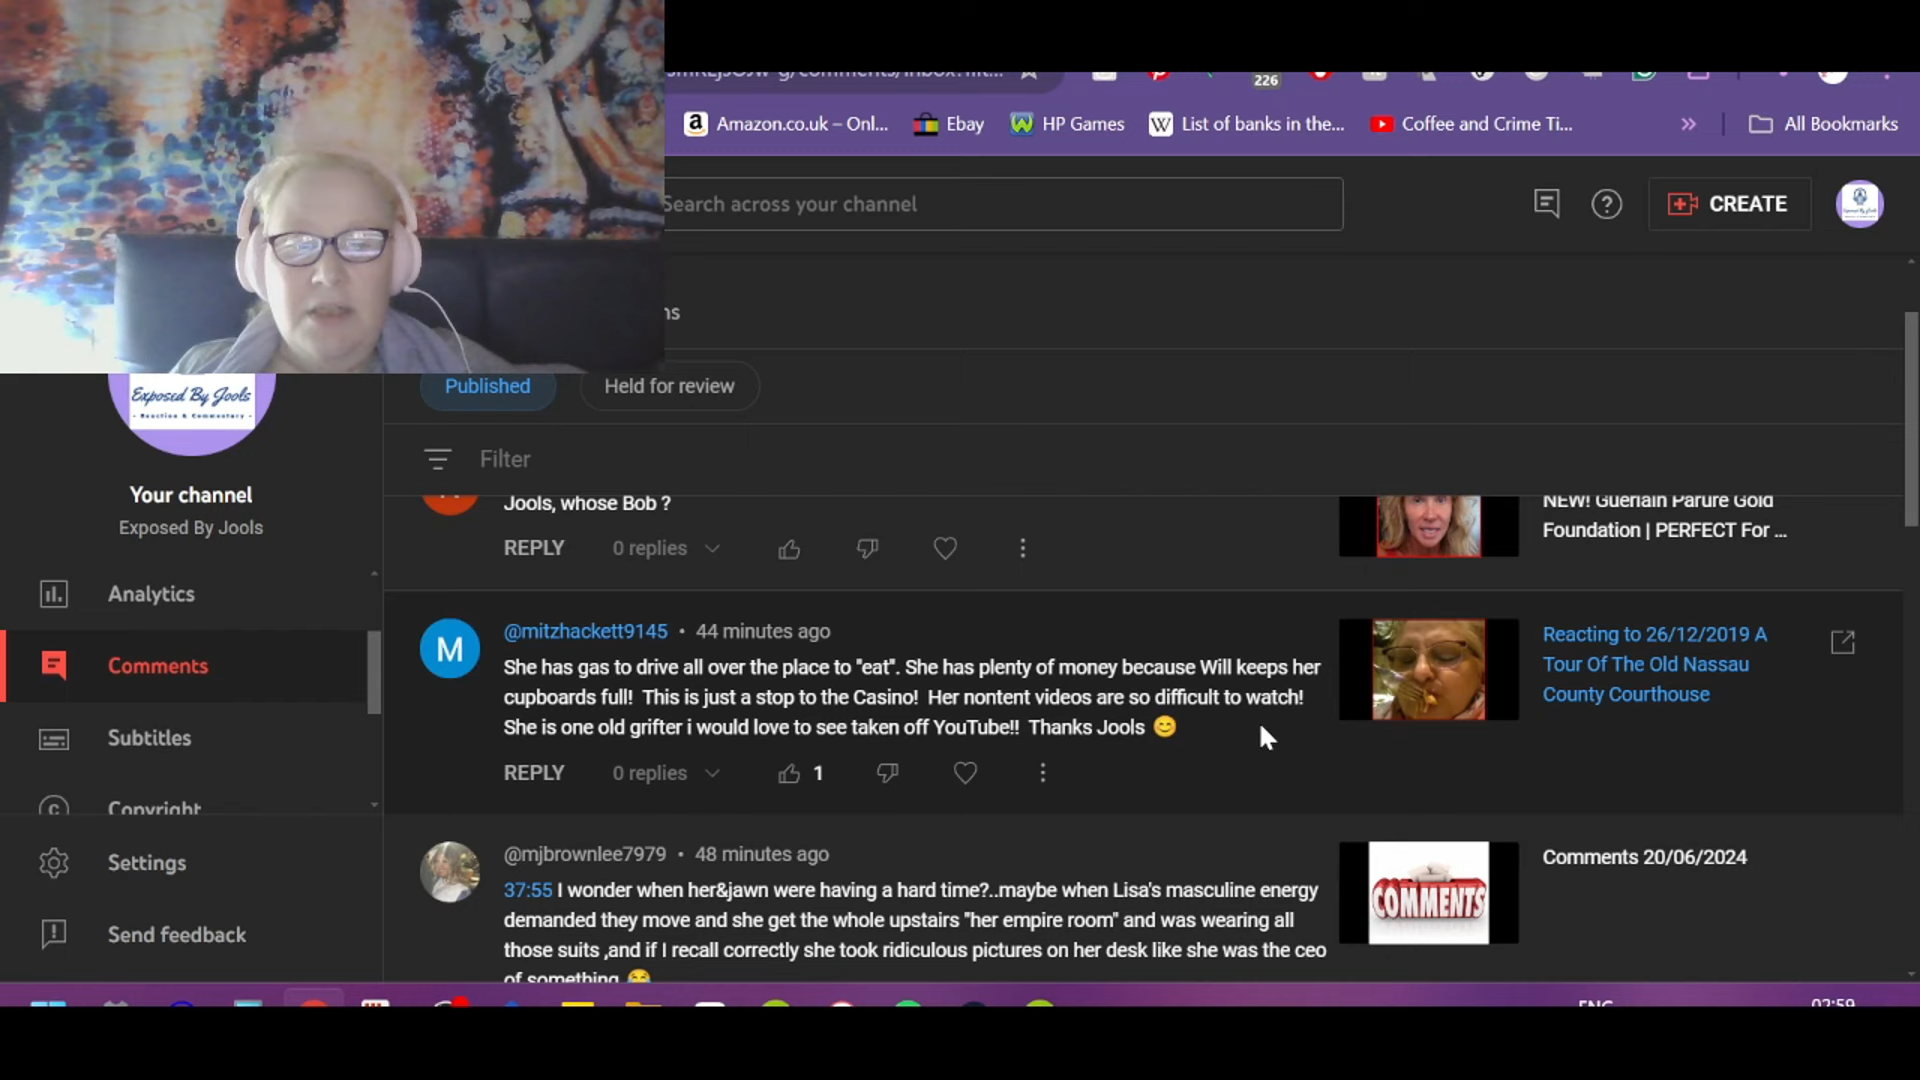 226
Amazon.co.uk – Onl...
Ebay
HP Games
List of banks in the...
Coffee and Crime Ti...
All Bookmarks
Search across your channel
CREATE
Published
Held for review
Exposed By Jools
- Reaction & Commentary -
Filter
Your channel
Exposed By Jools
Jools, whose Bob ?
REPLY 0 replies
NEW! Guerlain Parure Gold
Foundation | PERFECT For ...
Analytics
Comments
Subtitles
Copyright
Settings
Send feedback
M
@mitzhackett9145 • 44 minutes ago
She has gas to drive all over the place to "eat". She has plenty of money because Will keeps her
cupboards full! This is just a stop to the Casino! Her nontent videos are so difficult to watch!
She is one old grifter i would love to see taken off YouTube!! Thanks Jools 😊
REPLY 0 replies 1
Reacting to 26/12/2019 A
Tour Of The Old Nassau
County Courthouse
@mjbrownlee7979 • 48 minutes ago
37:55 I wonder when her&jawn were having a hard time?..maybe when Lisa's masculine energy
demanded they move and she get the whole upstairs "her empire room" and was wearing all
those suits ,and if I recall correctly she took ridiculous pictures on her desk like she was the ceo
of something 😂
COMMENTS
Comments 20/06/2024
ENG
02:59